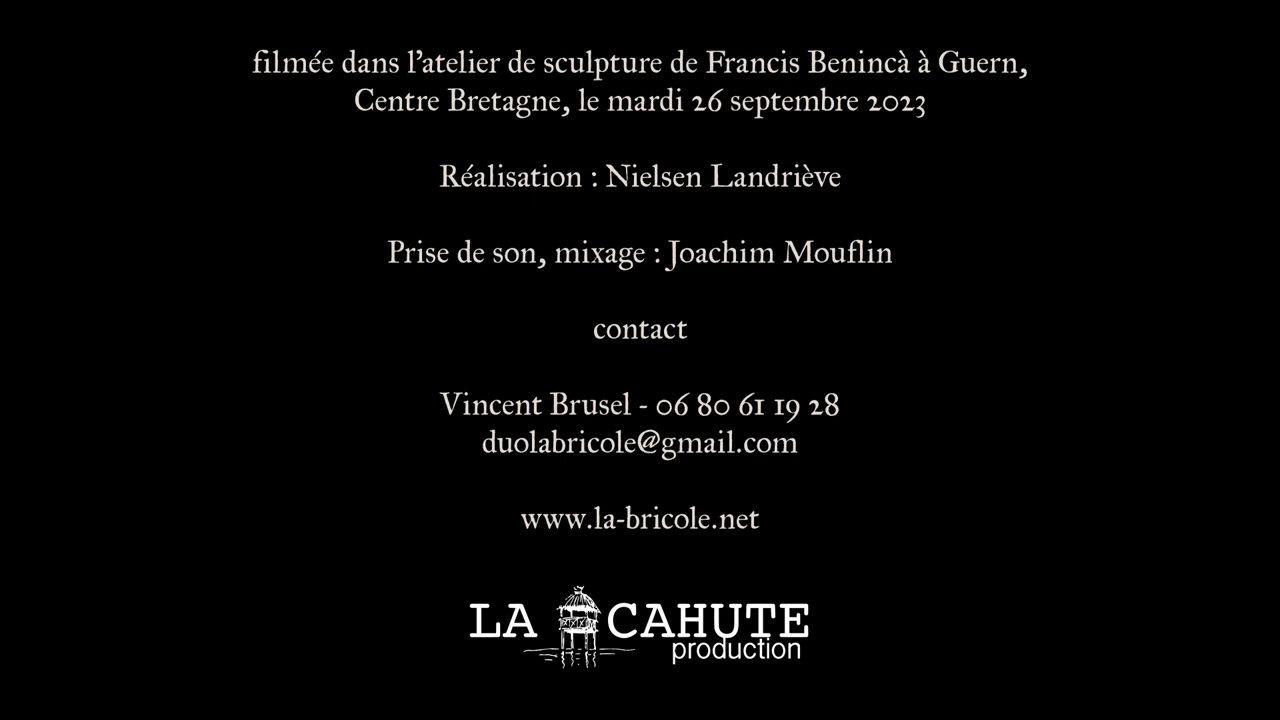 filmée dans l’atelier de sculpture de Francis Benincà à Guern,
Centre Bretagne, le mardi 26 septembre 2023
Réalisation : Nielsen Landriève
Prise de son, mixage : Joachim Mouflin
contact
Vincent Brusel - 06 80 61 19 28
duolabricole@gmail.com
www.la-bricole.net
LA CAHUTE
production